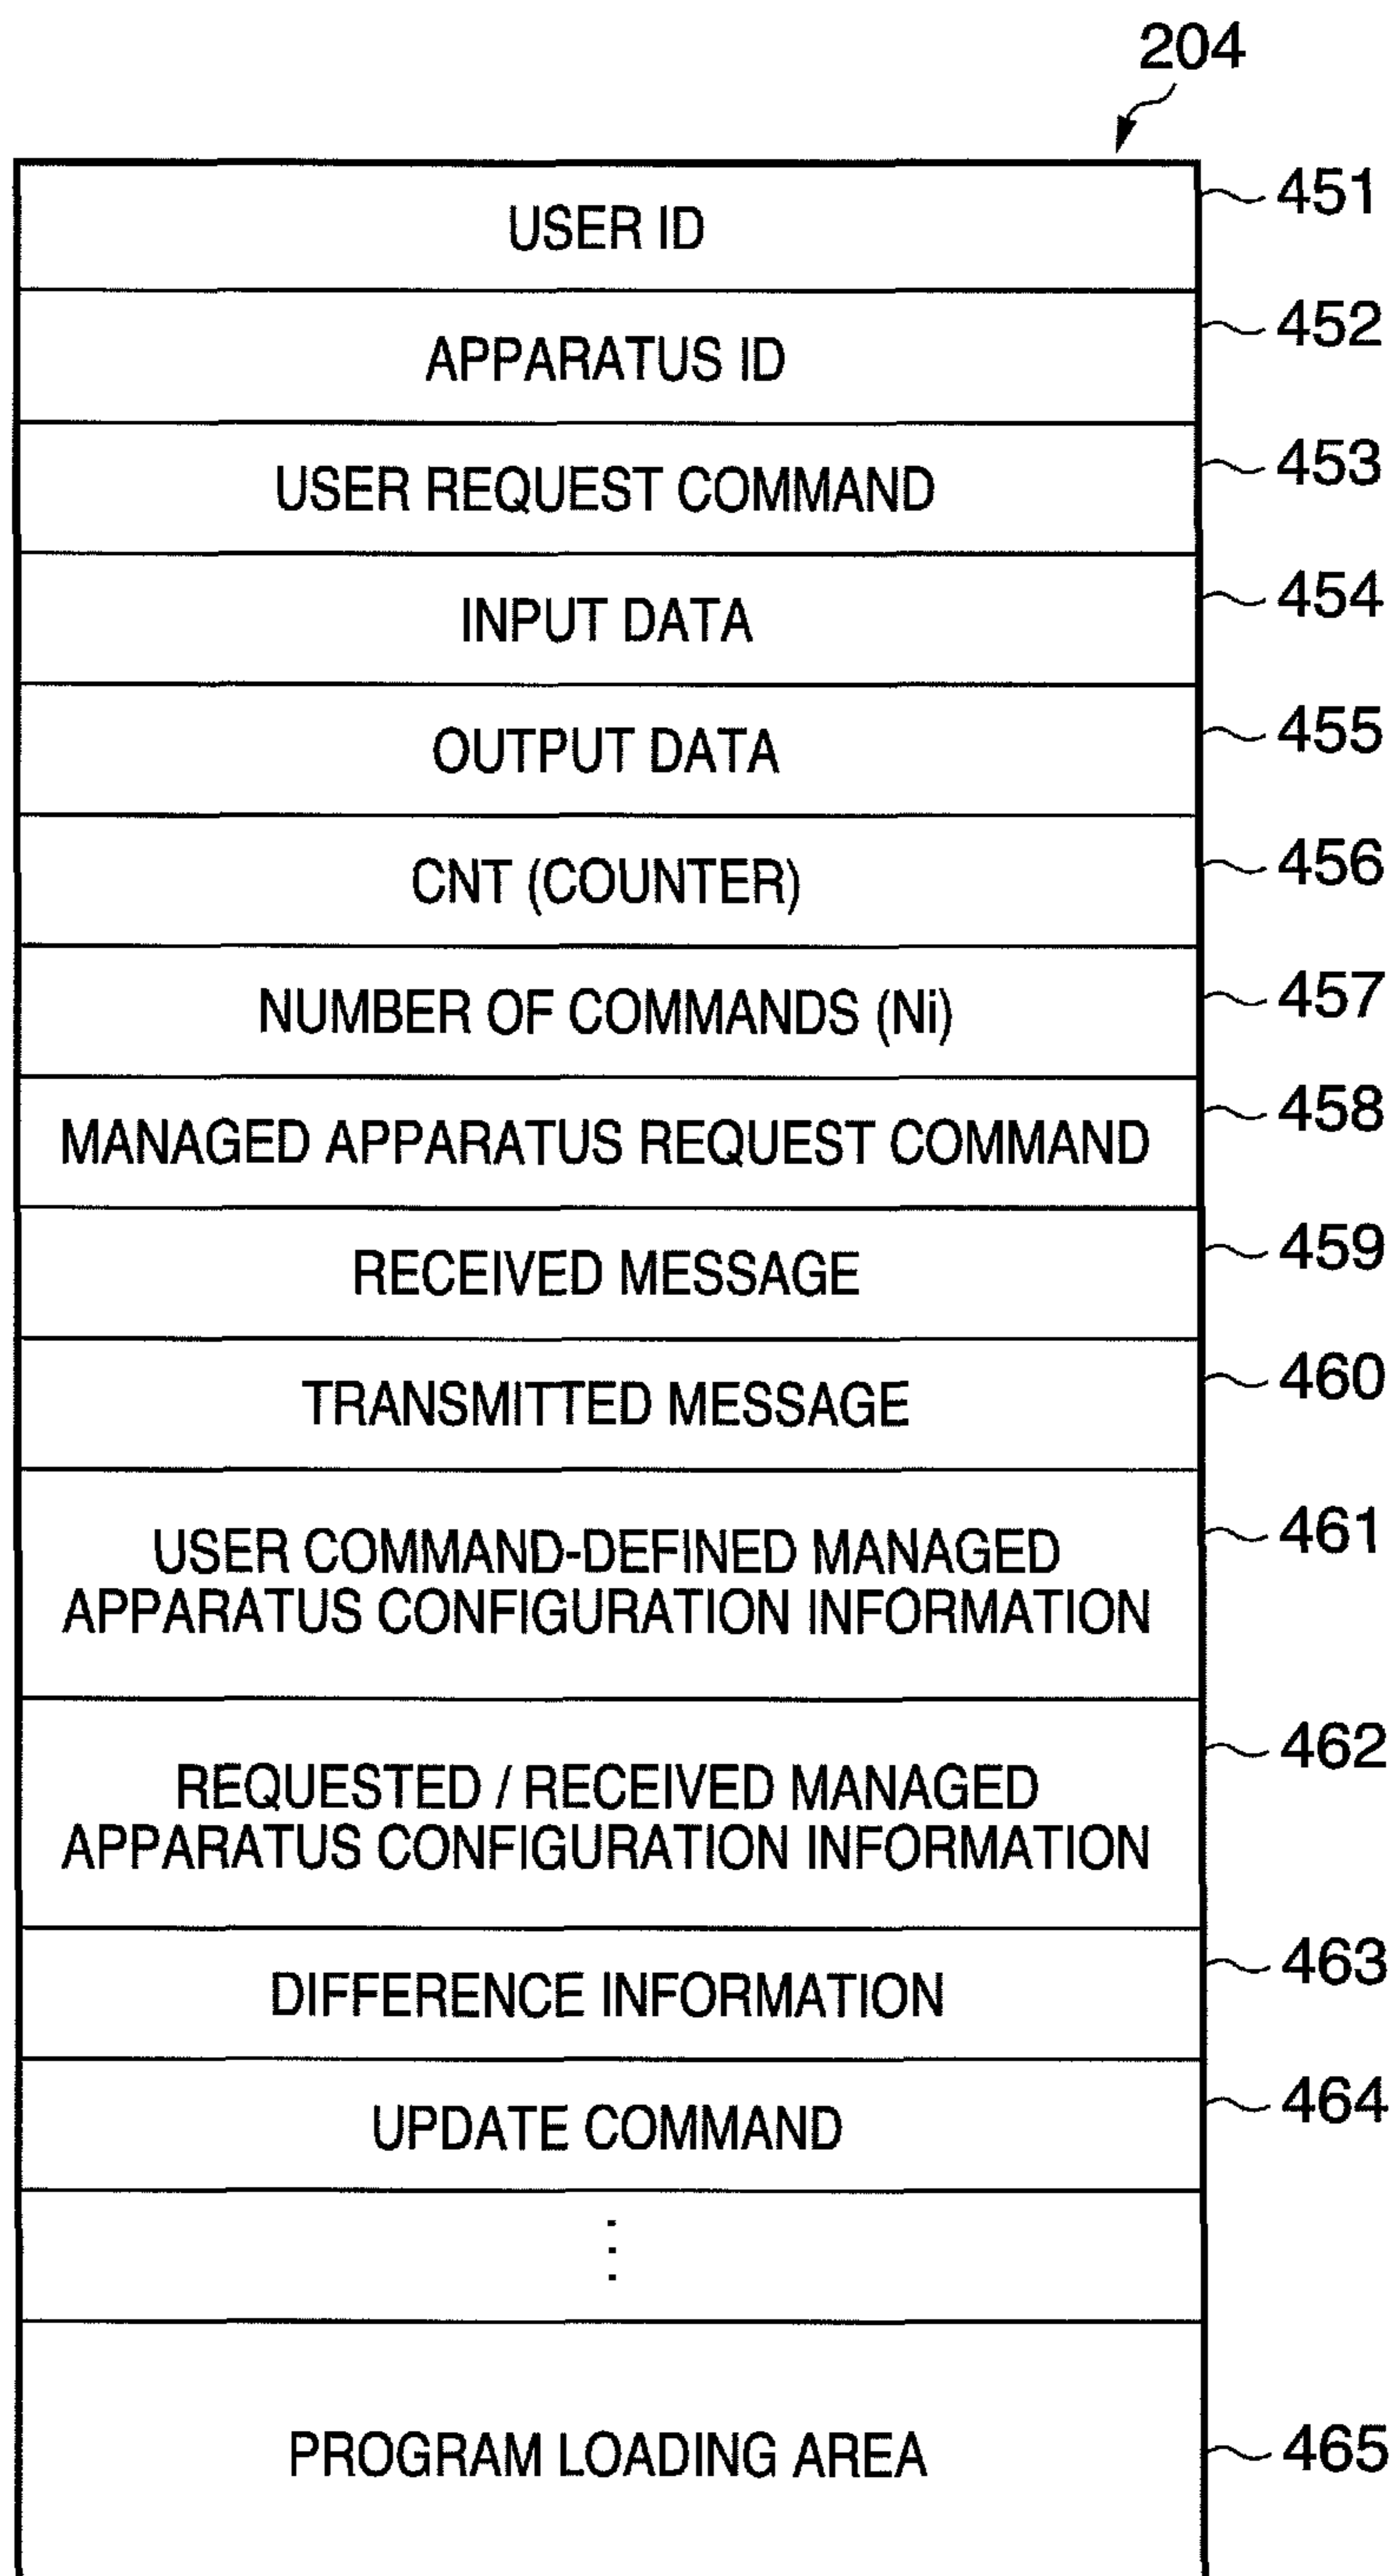 204
USER ID 451
APPARATUS ID 452
USER REQUEST COMMAND 453
INPUT DATA 454
OUTPUT DATA 455
CNT (COUNTER) 456
NUMBER OF COMMANDS (Ni) 457
MANAGED APPARATUS REQUEST COMMAND 458
RECEIVED MESSAGE 459
TRANSMITTED MESSAGE 460
USER COMMAND-DEFINED MANAGED 461
APPARATUS CONFIGURATION INFORMATION
REQUESTED / RECEIVED MANAGED 462
APPARATUS CONFIGURATION INFORMATION
DIFFERENCE INFORMATION 463
UPDATE COMMAND 464
⋮
PROGRAM LOADING AREA 465